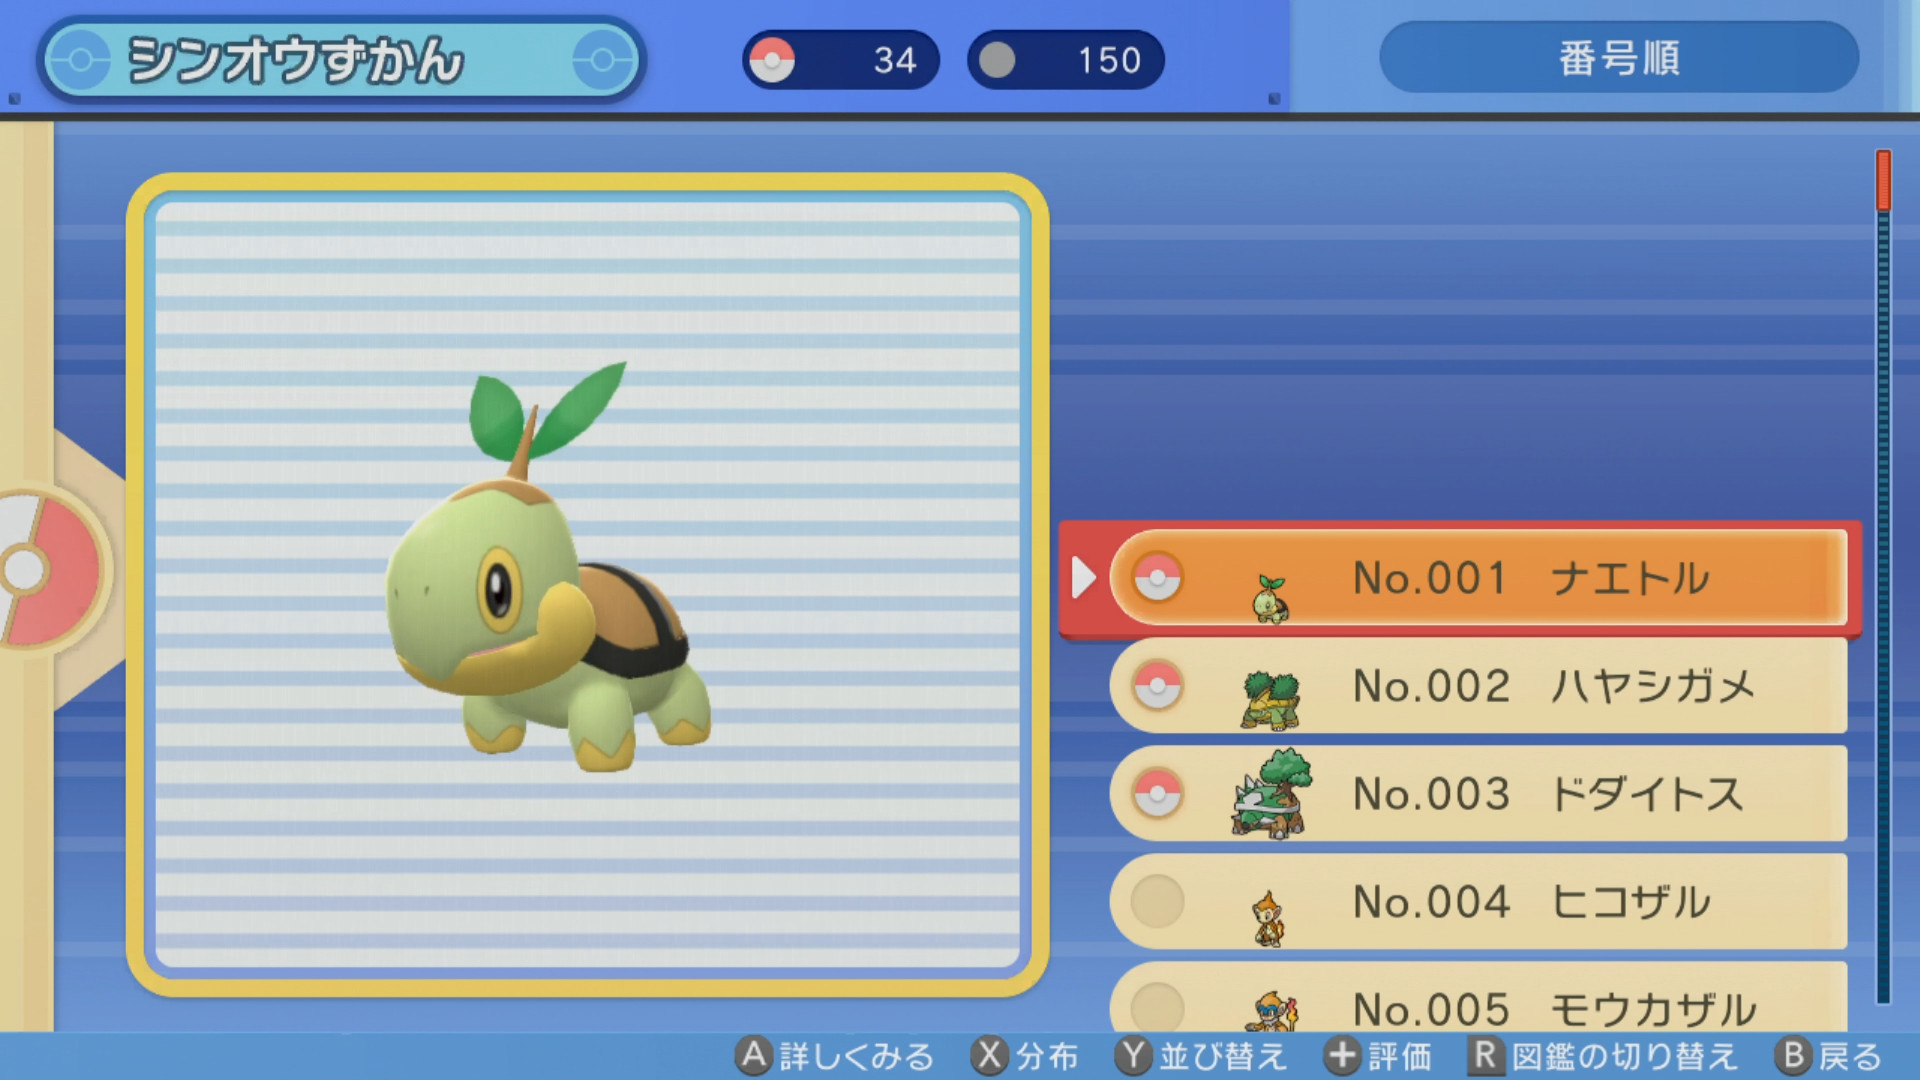 シンオウずかん
34
150
番号順
No.001 ナエトル
No.002 ハヤシガメ
No.003 ドダイトス
No.004 ヒコザル
No.005 モウカザル
A 詳しくみる X 分布 Y 並び替え + 評価 R 図鑑の切り替え B 戻る